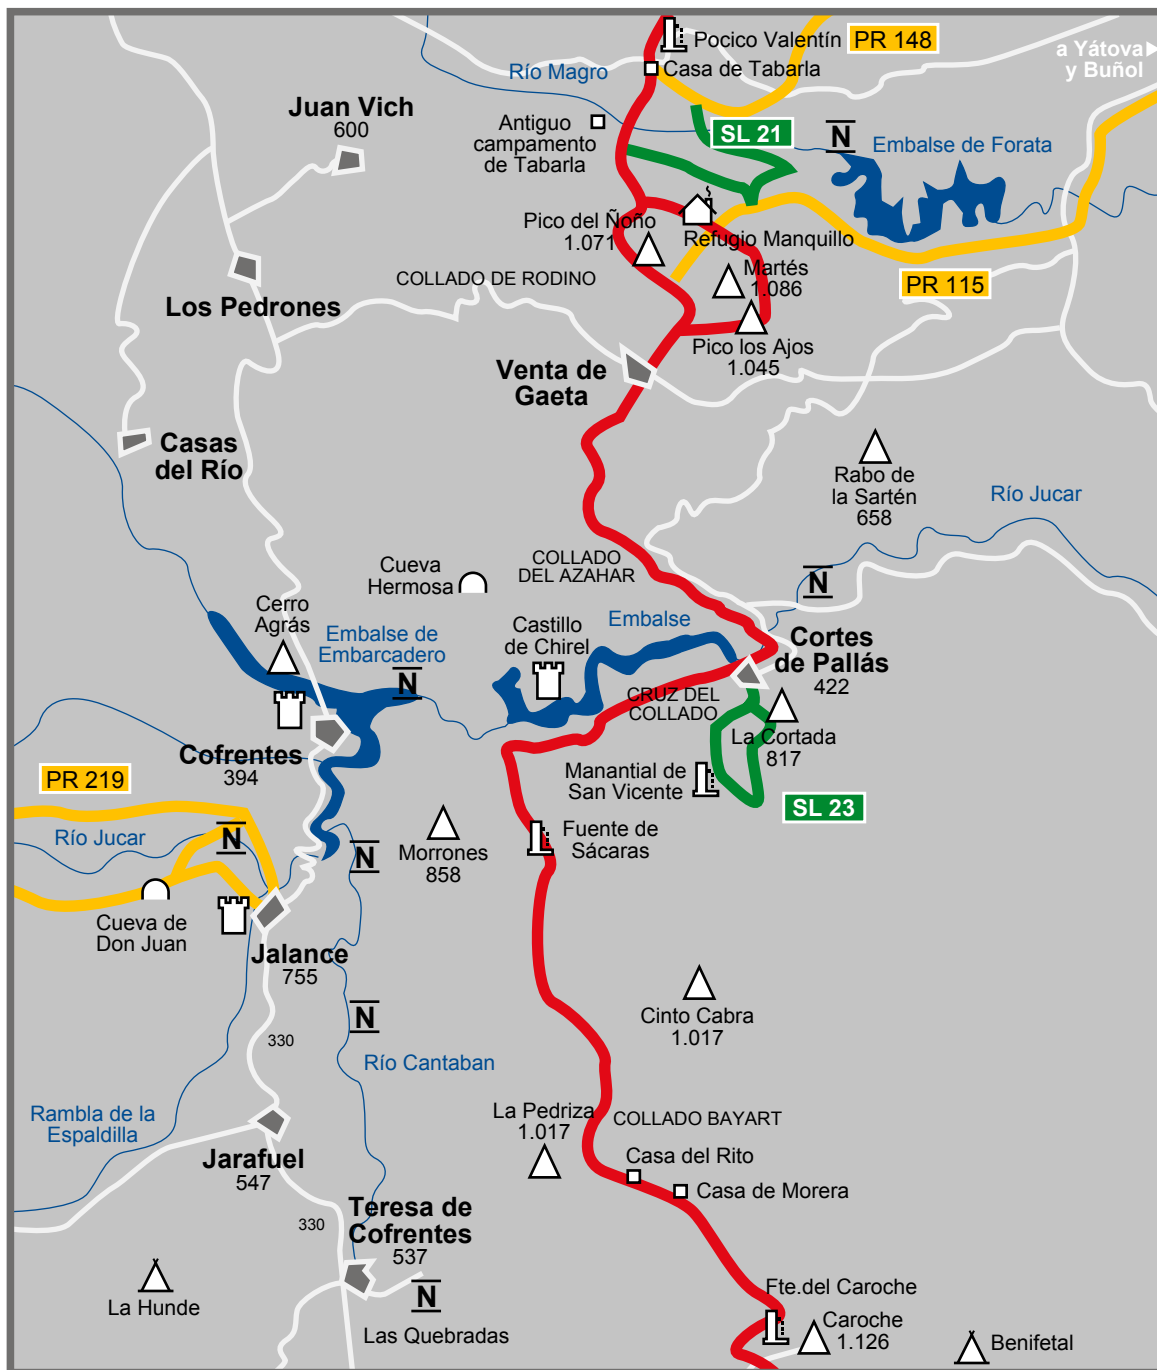 Pocico Valentín
PR 148
a Yátova
y Buñol
Río Magro
Casa de Tabarla
Juan Vich
600
Antiguo
campamento
de Tabarla
SL 21
N
Embalse de Forata
Pico del Ñoño
1.071
Refugio Manquillo
COLLADO DE RODINO
Martés
1.086
PR 115
Los Pedrones
Pico los Ajos
1.045
Venta de
Gaeta
Casas
del Río
Rabo de
la Sartén
658
Río Jucar
Cueva
Hermosa
COLLADO
DEL AZAHAR
N
Cerro
Agrás
Embalse de
Embarcadero
Castillo
de Chirel
Embalse
Cortes
de Pallás
422
N
CRUZ DEL
COLLADO
Cofrentes
394
La Cortada
817
PR 219
Manantial de
San Vicente
SL 23
Río Jucar
N
N
Morrones
858
Fuente de
Sácaras
Cueva de
Don Juan
Jalance
755
Cinto Cabra
1.017
N
330
Río Cantaban
Rambla de la
Espaldilla
La Pedriza
1.017
COLLADO BAYART
Jarafuel
547
Casa del Rito
Casa de Morera
330
Teresa de
Cofrentes
537
La Hunde
N
Las Quebradas
Fte.del Caroche
Caroche
1.126
Benifetal